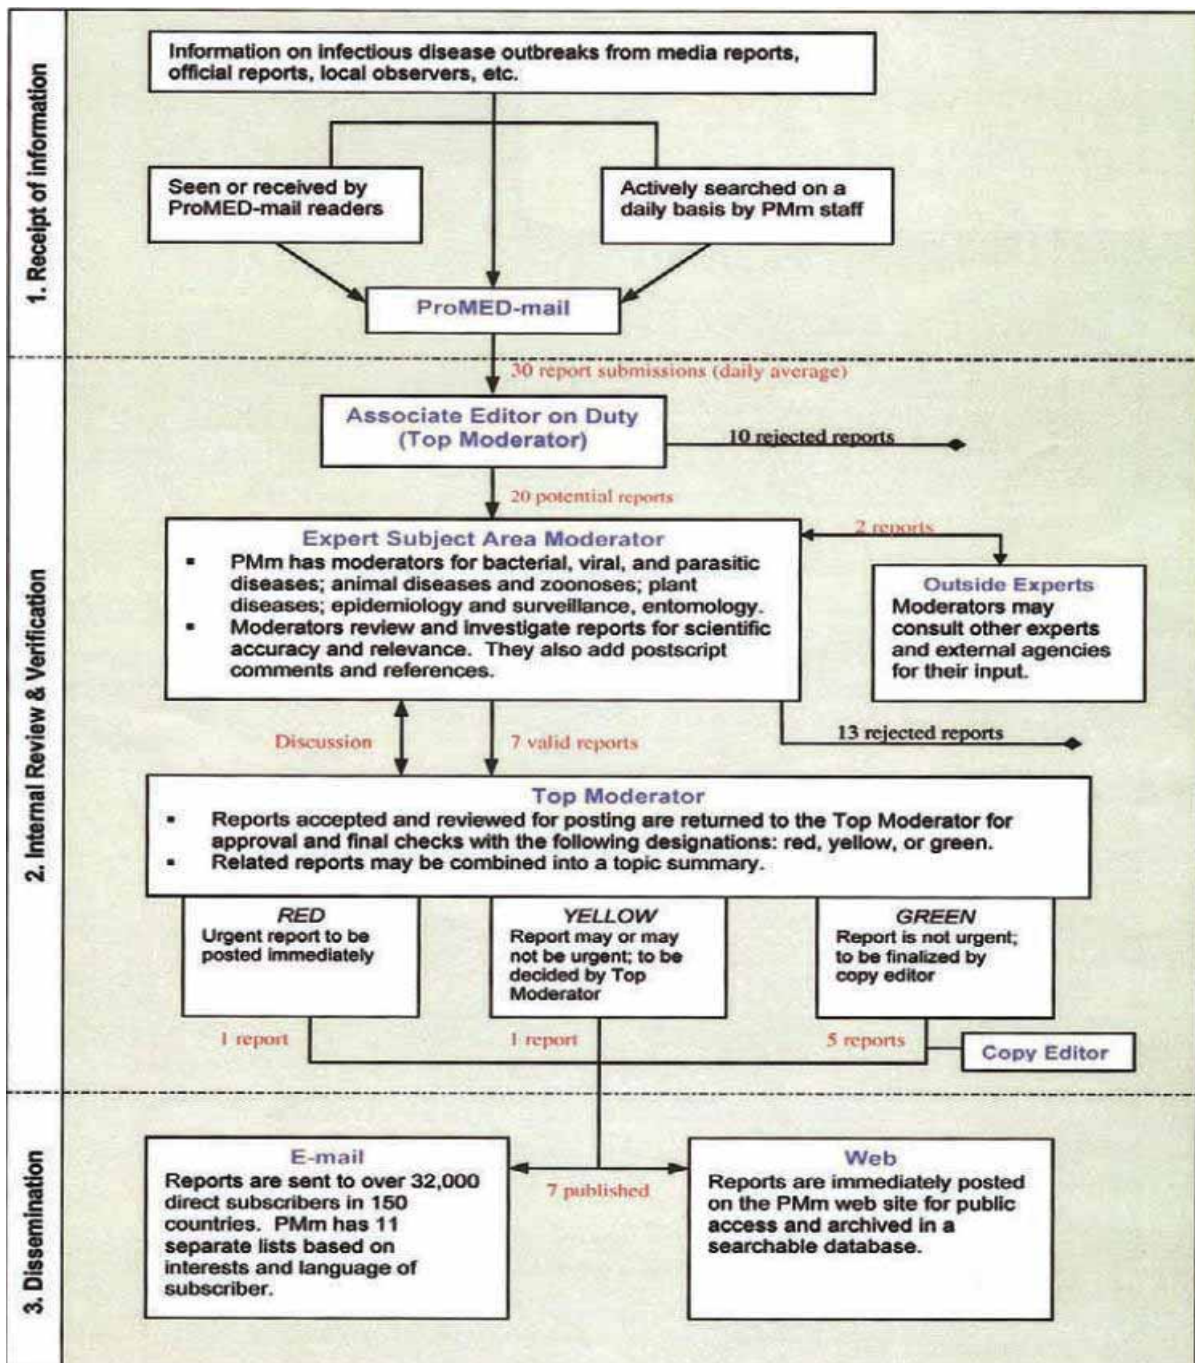 1. Receipt of information
Information on infectious disease outbreaks from media reports,
official reports, local observers, etc.
Seen or received by
ProMED-mail readers
Actively searched on a
daily basis by PMm staff
ProMED-mail
2. Internal Review & Verification
30 report submissions (daily average)
Associate Editor on Duty
(Top Moderator)
10 rejected reports
20 potential reports
Expert Subject Area Moderator
▪ PMm has moderators for bacterial, viral, and parasitic
diseases; animal diseases and zoonoses; plant
diseases; epidemiology and surveillance, entomology.
▪ Moderators review and investigate reports for scientific
accuracy and relevance. They also add postscript
comments and references.
2 reports
Outside Experts
Moderators may
consult other experts
and external agencies
for their input.
13 rejected reports
Discussion
7 valid reports
Top Moderator
▪ Reports accepted and reviewed for posting are returned to the Top Moderator for
approval and final checks with the following designations: red, yellow, or green.
▪ Related reports may be combined into a topic summary.
RED
Urgent report to be
posted immediately
YELLOW
Report may or may
not be urgent; to be
decided by Top
Moderator
GREEN
Report is not urgent;
to be finalized by
copy editor
1 report
1 report
5 reports
Copy Editor
3. Dissemination
E-mail
Reports are sent to over 32,000
direct subscribers in 150
countries. PMm has 11
separate lists based on
interests and language of
subscriber.
7 published
Web
Reports are immediately posted
on the PMm web site for public
access and archived in a
searchable database.